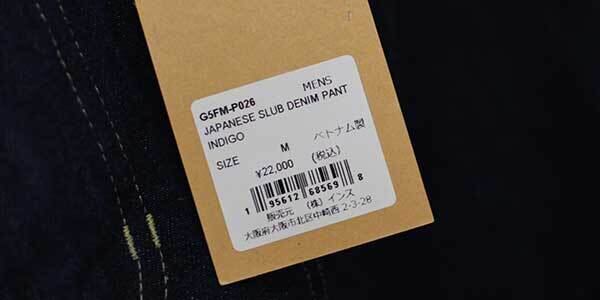 G5FM-P026 MENS
JAPANESE SLUB DENIM PANT
INDIGO
SIZE M ベトナム製
¥22,000 (税込)
1 95612 68569 8
販売元 (株) インス
大阪府大阪市北区中崎西 2-3-28